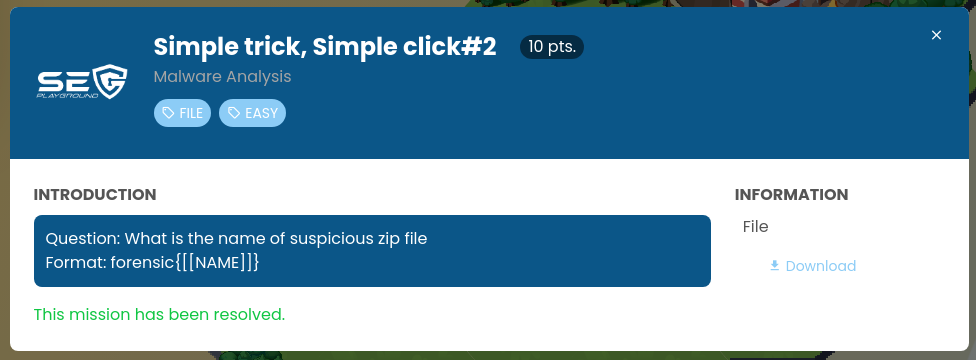 Simple trick, Simple click#2
10 pts.
Malware Analysis
SEC
PLAYGROUND
FILE
EASY
INTRODUCTION
INFORMATION
Question: What is the name of suspicious zip file
Format: forensic{[[NAME]]}
File
Download
This mission has been resolved.